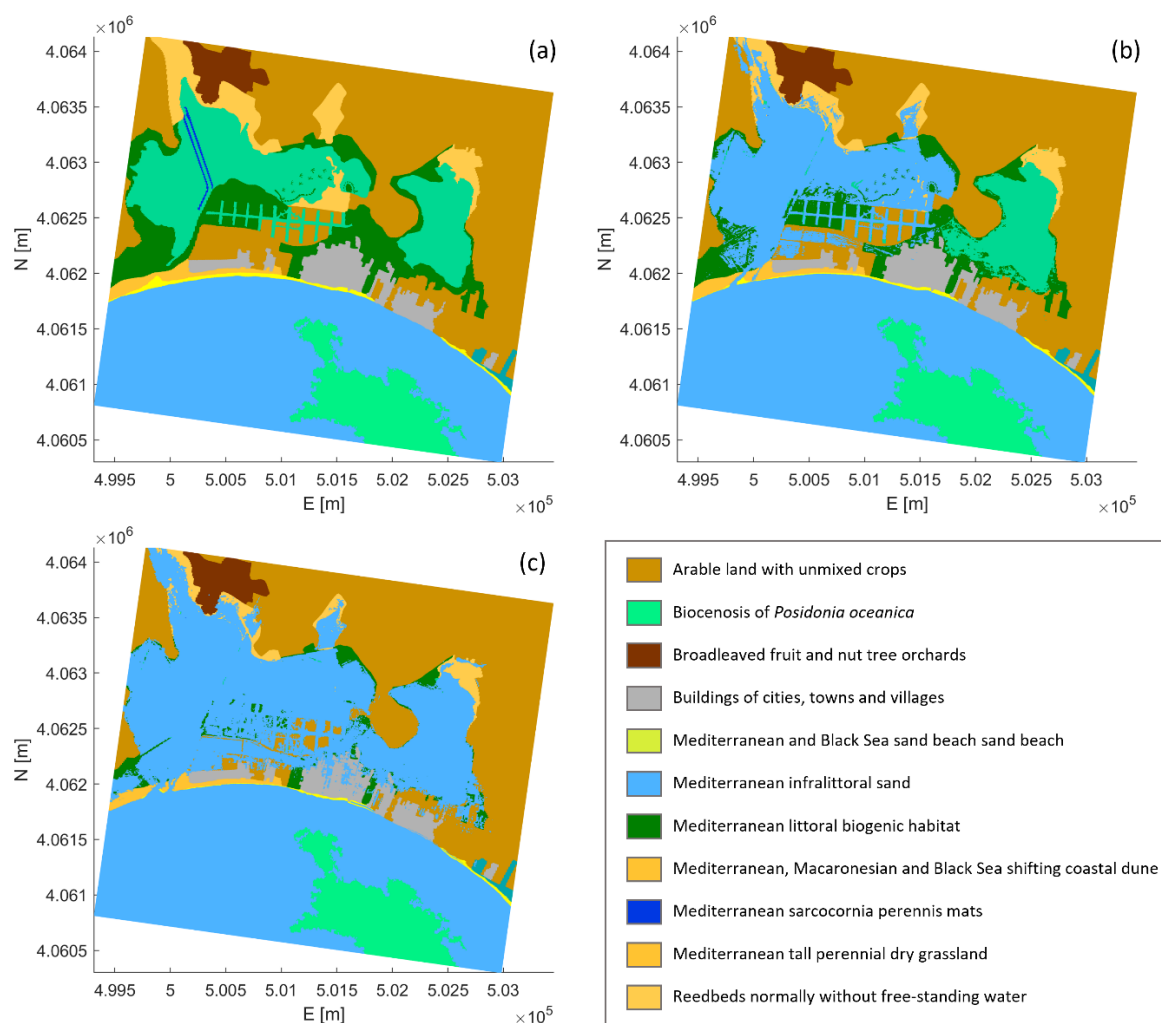 ×10⁶
(a)
4.064
4.0635
4.063
4.0625
4.062
4.0615
4.061
4.0605
N [m]
4.995 5 5.005 5.01 5.015 5.02 5.025 5.03
E [m]
×10⁵
×10⁶
(b)
4.064
4.0635
4.063
4.0625
4.062
4.0615
4.061
4.0605
N [m]
4.995 5 5.005 5.01 5.015 5.02 5.025 5.03
E [m]
×10⁵
×10⁶
(c)
4.064
4.0635
4.063
4.0625
4.062
4.0615
4.061
4.0605
N [m]
4.995 5 5.005 5.01 5.015 5.02 5.025 5.03
E [m]
×10⁵
Arable land with unmixed crops
Biocenosis of Posidonia oceanica
Broadleaved fruit and nut tree orchards
Buildings of cities, towns and villages
Mediterranean and Black Sea sand beach sand beach
Mediterranean infralittoral sand
Mediterranean littoral biogenic habitat
Mediterranean, Macaronesian and Black Sea shifting coastal dune
Mediterranean sarcocornia perennis mats
Mediterranean tall perennial dry grassland
Reedbeds normally without free-standing water